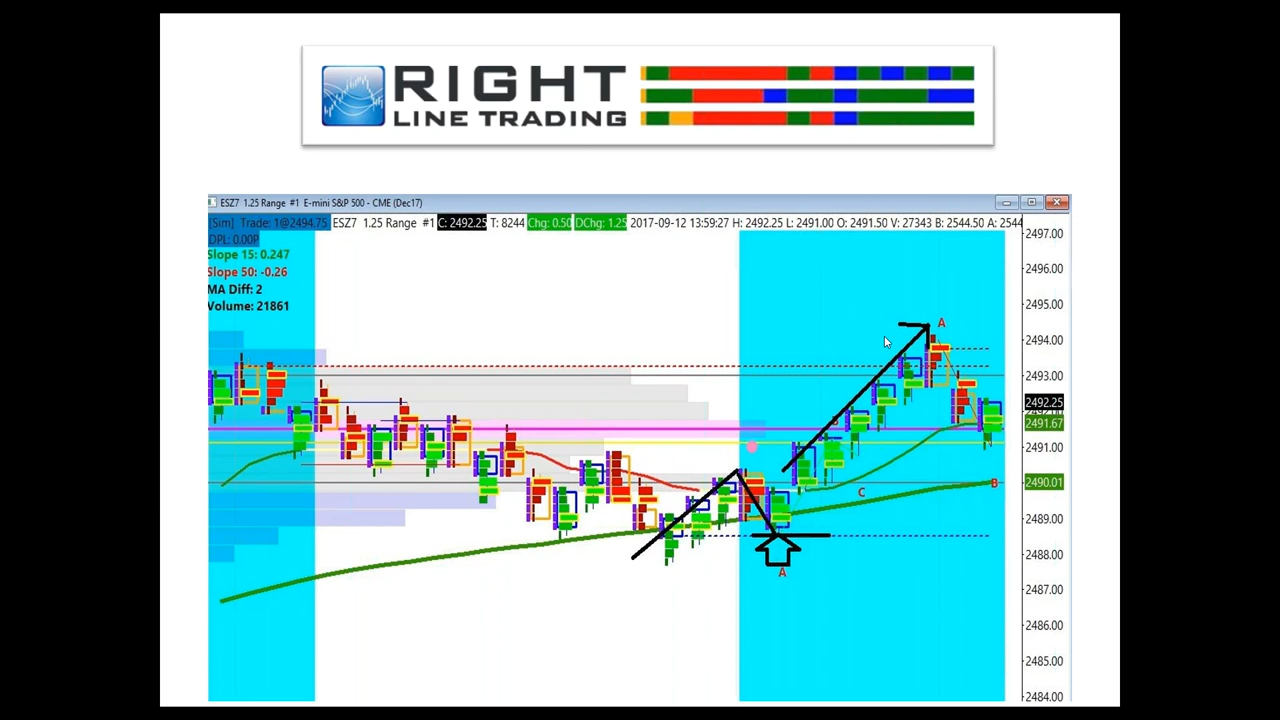 RIGHT
LINE TRADING
ESZ7 1.25 Range #1 E-mini S&P 500 - CME (Dec17)
[Sim] Trade: 1@2494.75 ESZ7 1.25 Range #1 C: 2492.25 T: 8244 Chg: 0.50 DChg: 1.25 2017-09-12 13:59:27 H: 2492.25 L: 2491.00 O: 2491.50 V: 27343 B: 2544.50 A: 2544
DPL: 0.00P
Slope 15: 0.247
Slope 50: -0.26
MA Diff: 2
Volume: 21861
2497.00
2496.00
2495.00
A
2494.00
2493.00
2492.25
B
2491.67
2491.00
2490.01
B
C
2489.00
2488.00
A
2487.00
2486.00
2485.00
2484.00